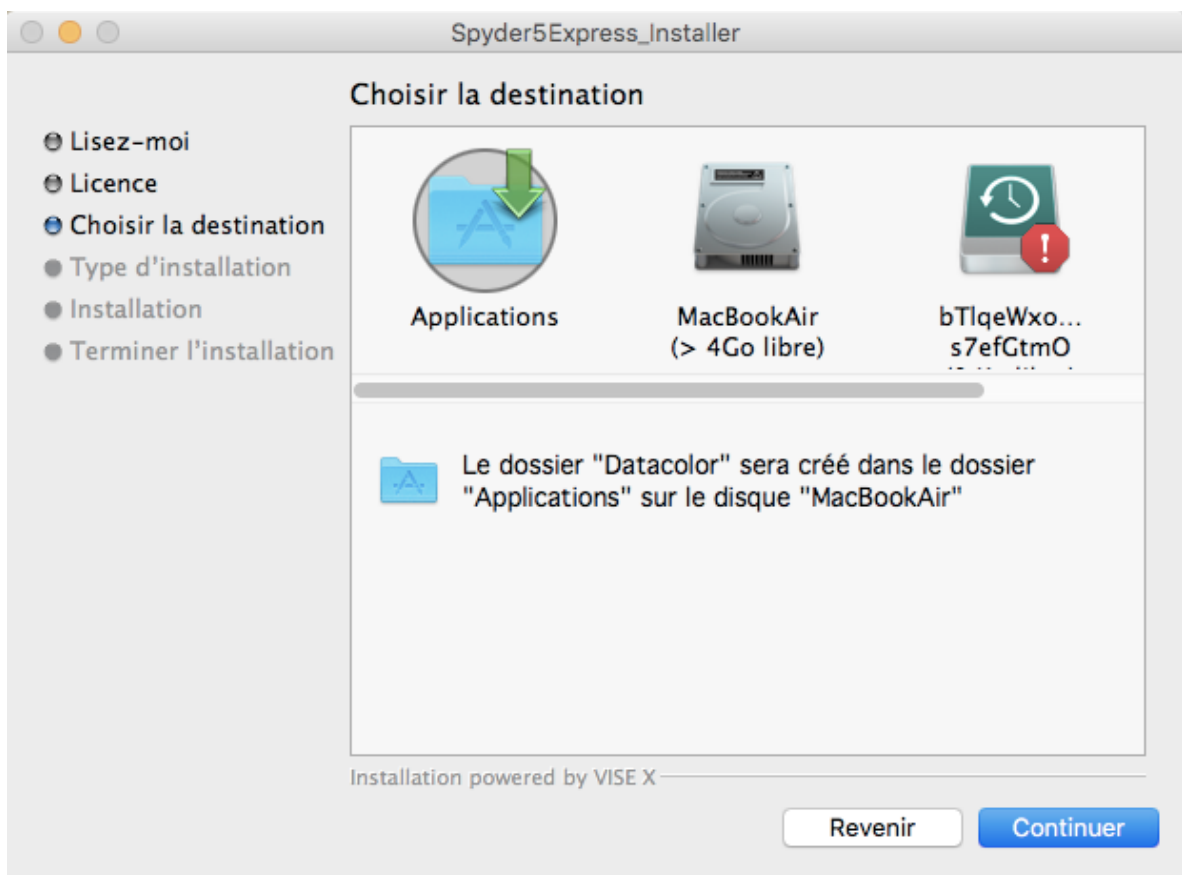 Spyder5Express_Installer
Choisir la destination
Lisez-moi
Licence
Choisir la destination
Type d'installation
Installation
Terminer l'installation
Applications
MacBookAir
(> 4Go libre)
bTlqeWxo...
s7efGtmO
Le dossier "Datacolor" sera créé dans le dossier
"Applications" sur le disque "MacBookAir"
Installation powered by VISE X
Revenir
Continuer